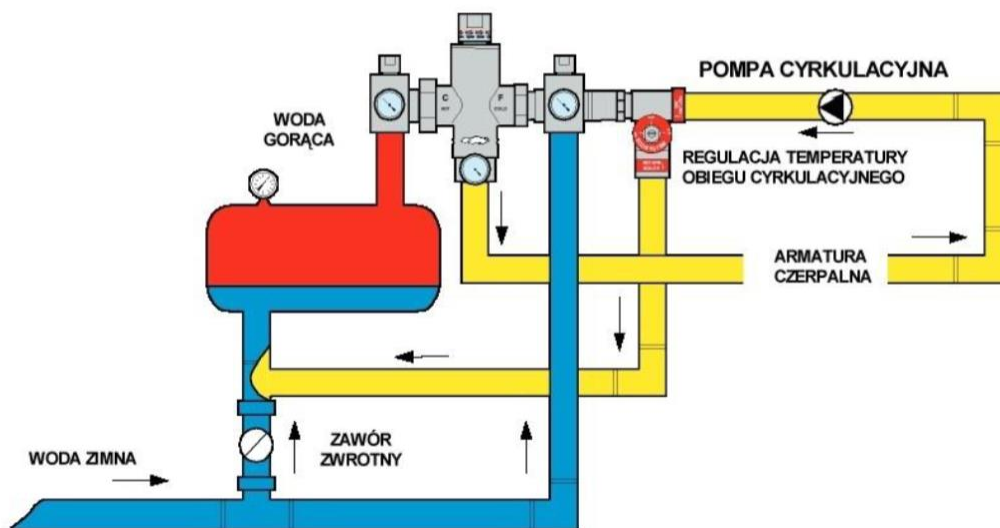 POMPA CYRKULACYJNA
WODA
GORĄCA
C
F
REGULACJA TEMPERATURY
OBIEGU CYRKULACYJNEGO
ARMATURA
CZERPALNA
ZAWÓR
ZWROTNY
WODA ZIMNA